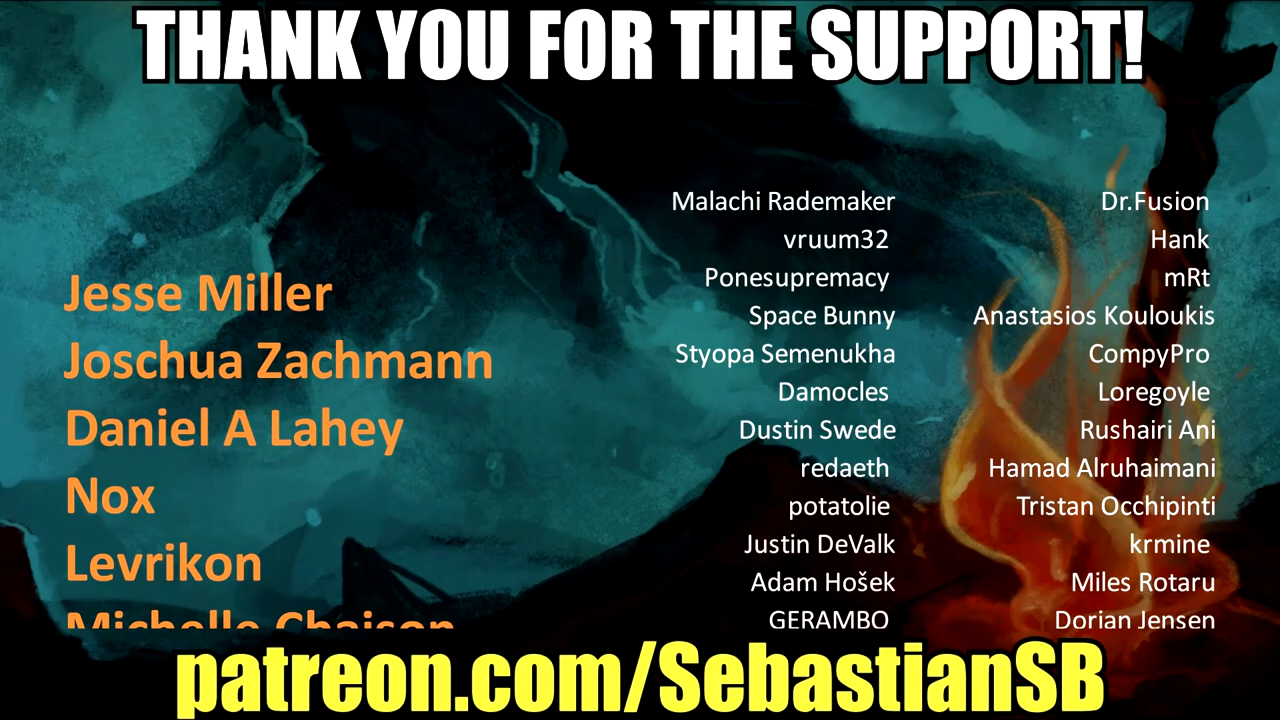 THANK YOU FOR THE SUPPORT!
Jesse Miller
Joschua Zachmann
Daniel A Lahey
Nox
Levrikon
Michelle Chaison
Malachi Rademaker
vruum32
Ponesupremacy
Space Bunny
Styopa Semenukha
Damocles
Dustin Swede
redaeth
potatolie
Justin DeValk
Adam Hošek
GERAMBO
Dr.Fusion
Hank
mRt
Anastasios Kouloukis
CompyPro
Loregoyle
Rushairi Ani
Hamad Alruhaimani
Tristan Occhipinti
krmine
Miles Rotaru
Dorian Jensen
patreon.com/SebastianSB